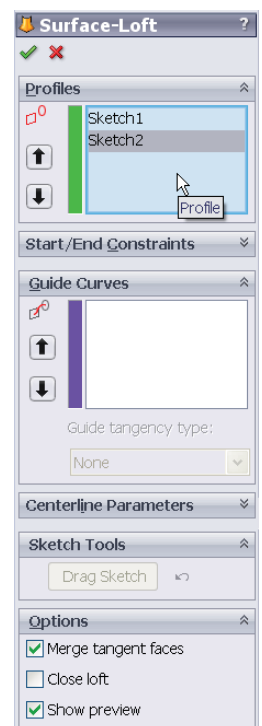 Surface-Loft ?
Profiles
Sketch1
Sketch2
Profile
Start/End Constraints
Guide Curves
Guide tangency type:
None
Centerline Parameters
Sketch Tools
Drag Sketch
Options
Merge tangent faces
Close loft
Show preview